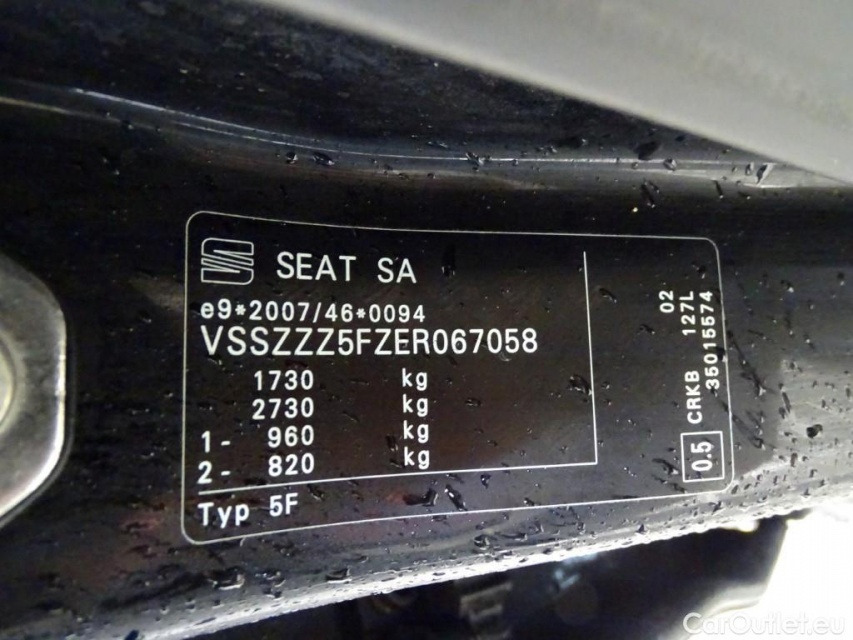 SEAT SA
e9*2007/46*0094
VSSZZZ5FZER067058
1730 kg
2730 kg
1- 960 kg
2- 820 kg
Typ 5F
02
CRKB 127L
35015574
0.5
CarOutlet.eu